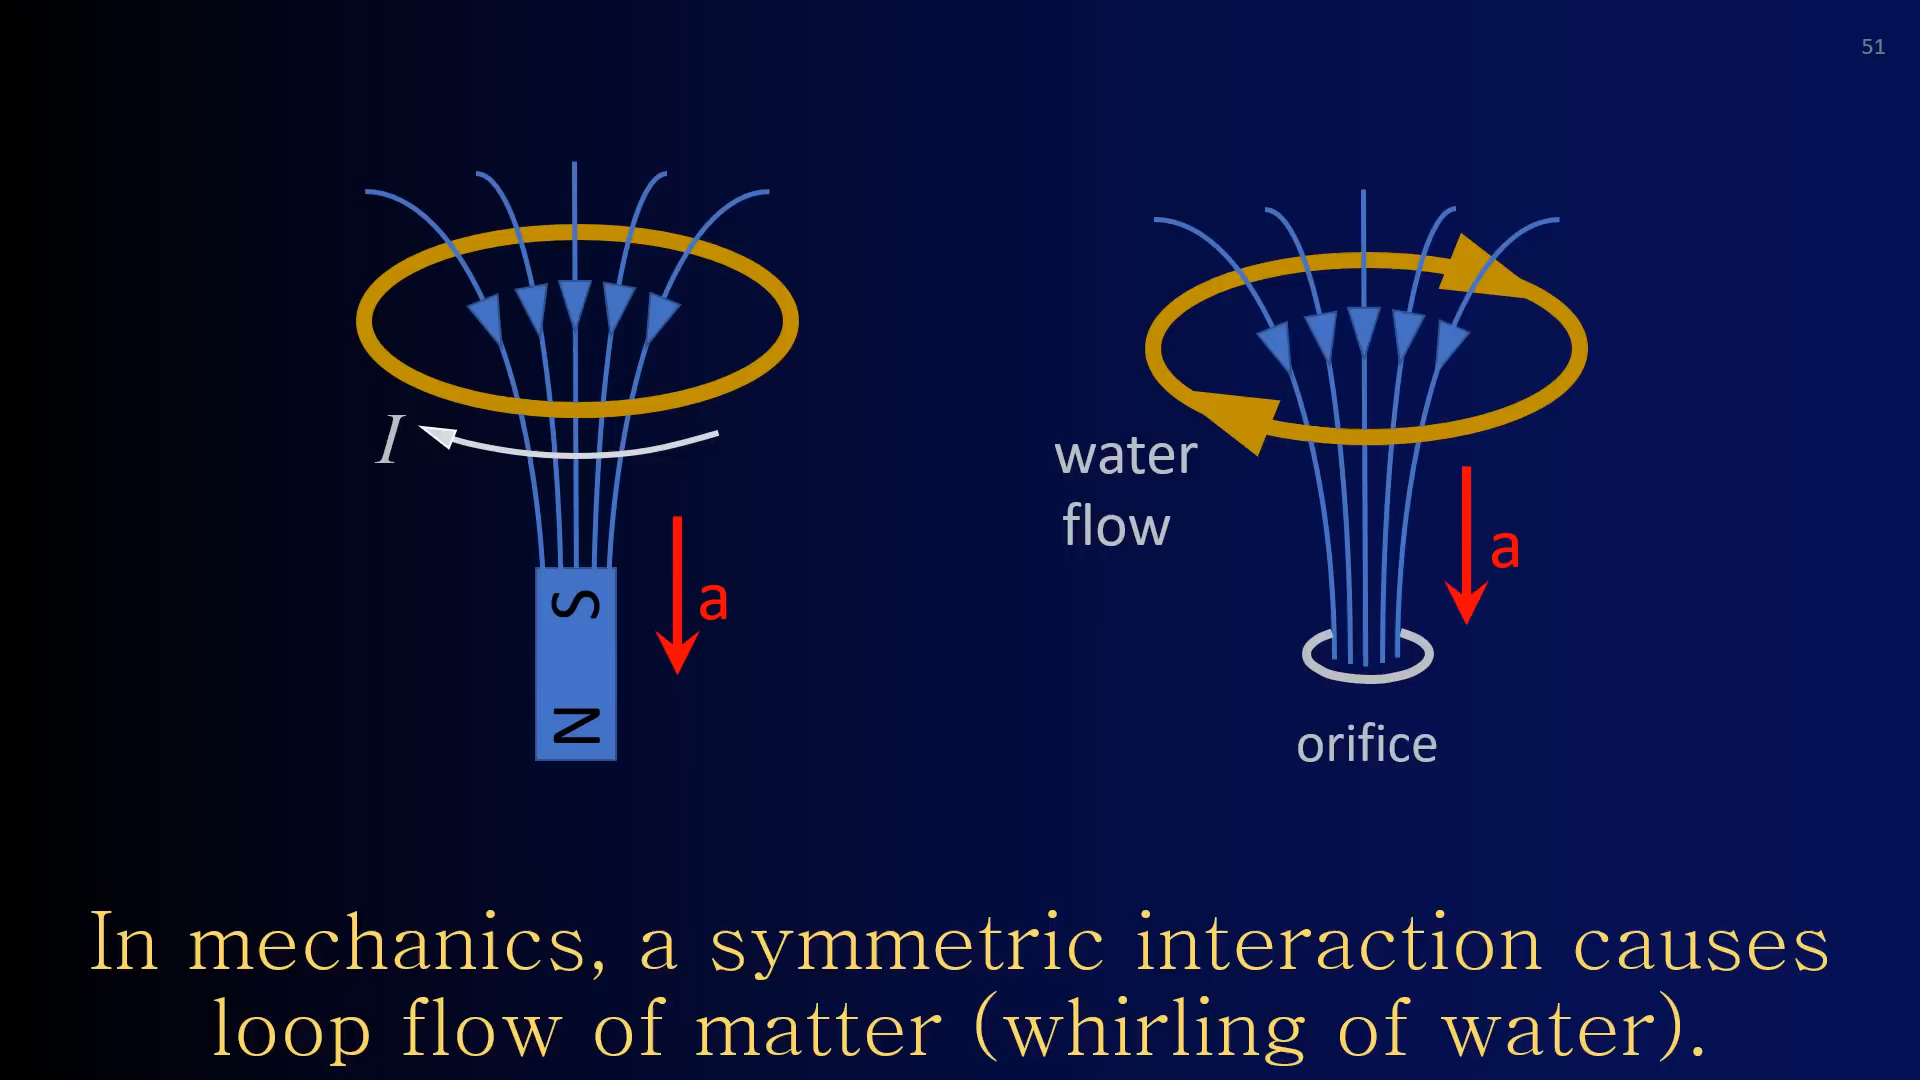 51
I
water
flow
a
a
S
N
orifice
In mechanics, a symmetric interaction causes
loop flow of matter (whirling of water).